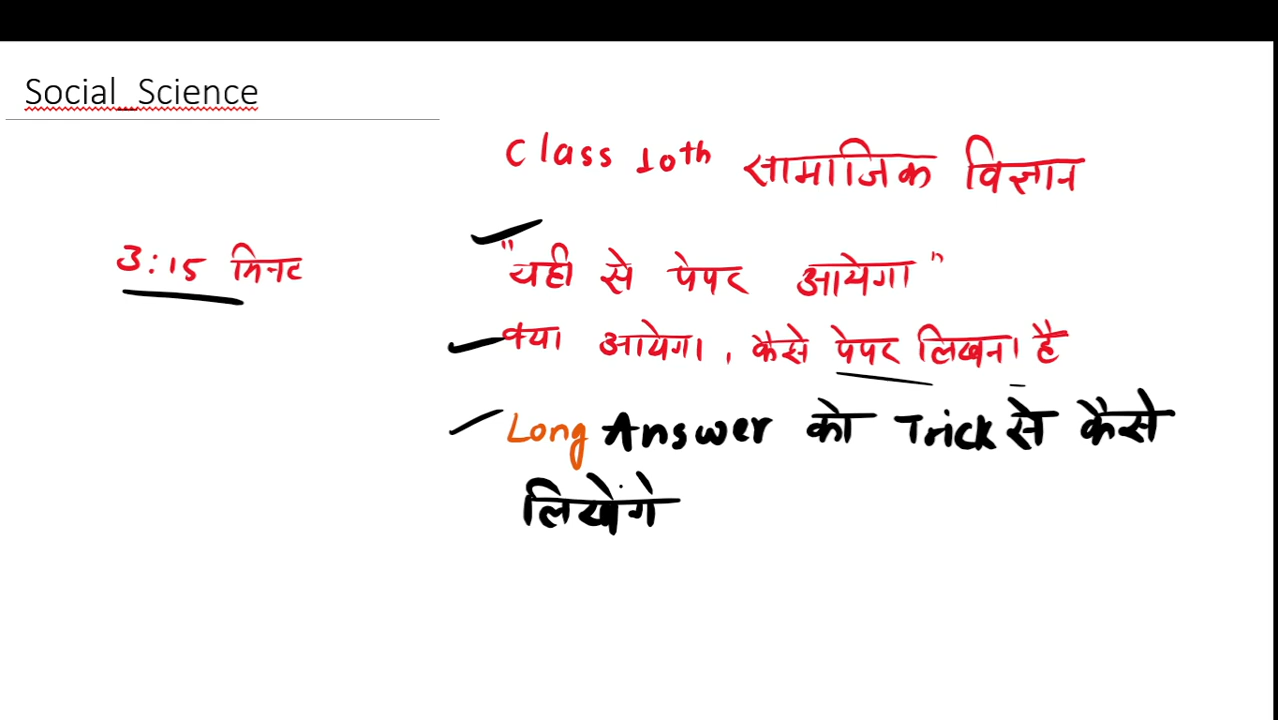 Social Science
Class 10th सामाजिक विज्ञान
3:15 मिनट
"यही से पेपर आयेगा"
क्या आयेगा, कैसे पेपर लिखना है
Long Answer को Trick से कैसे
लिखेंगे